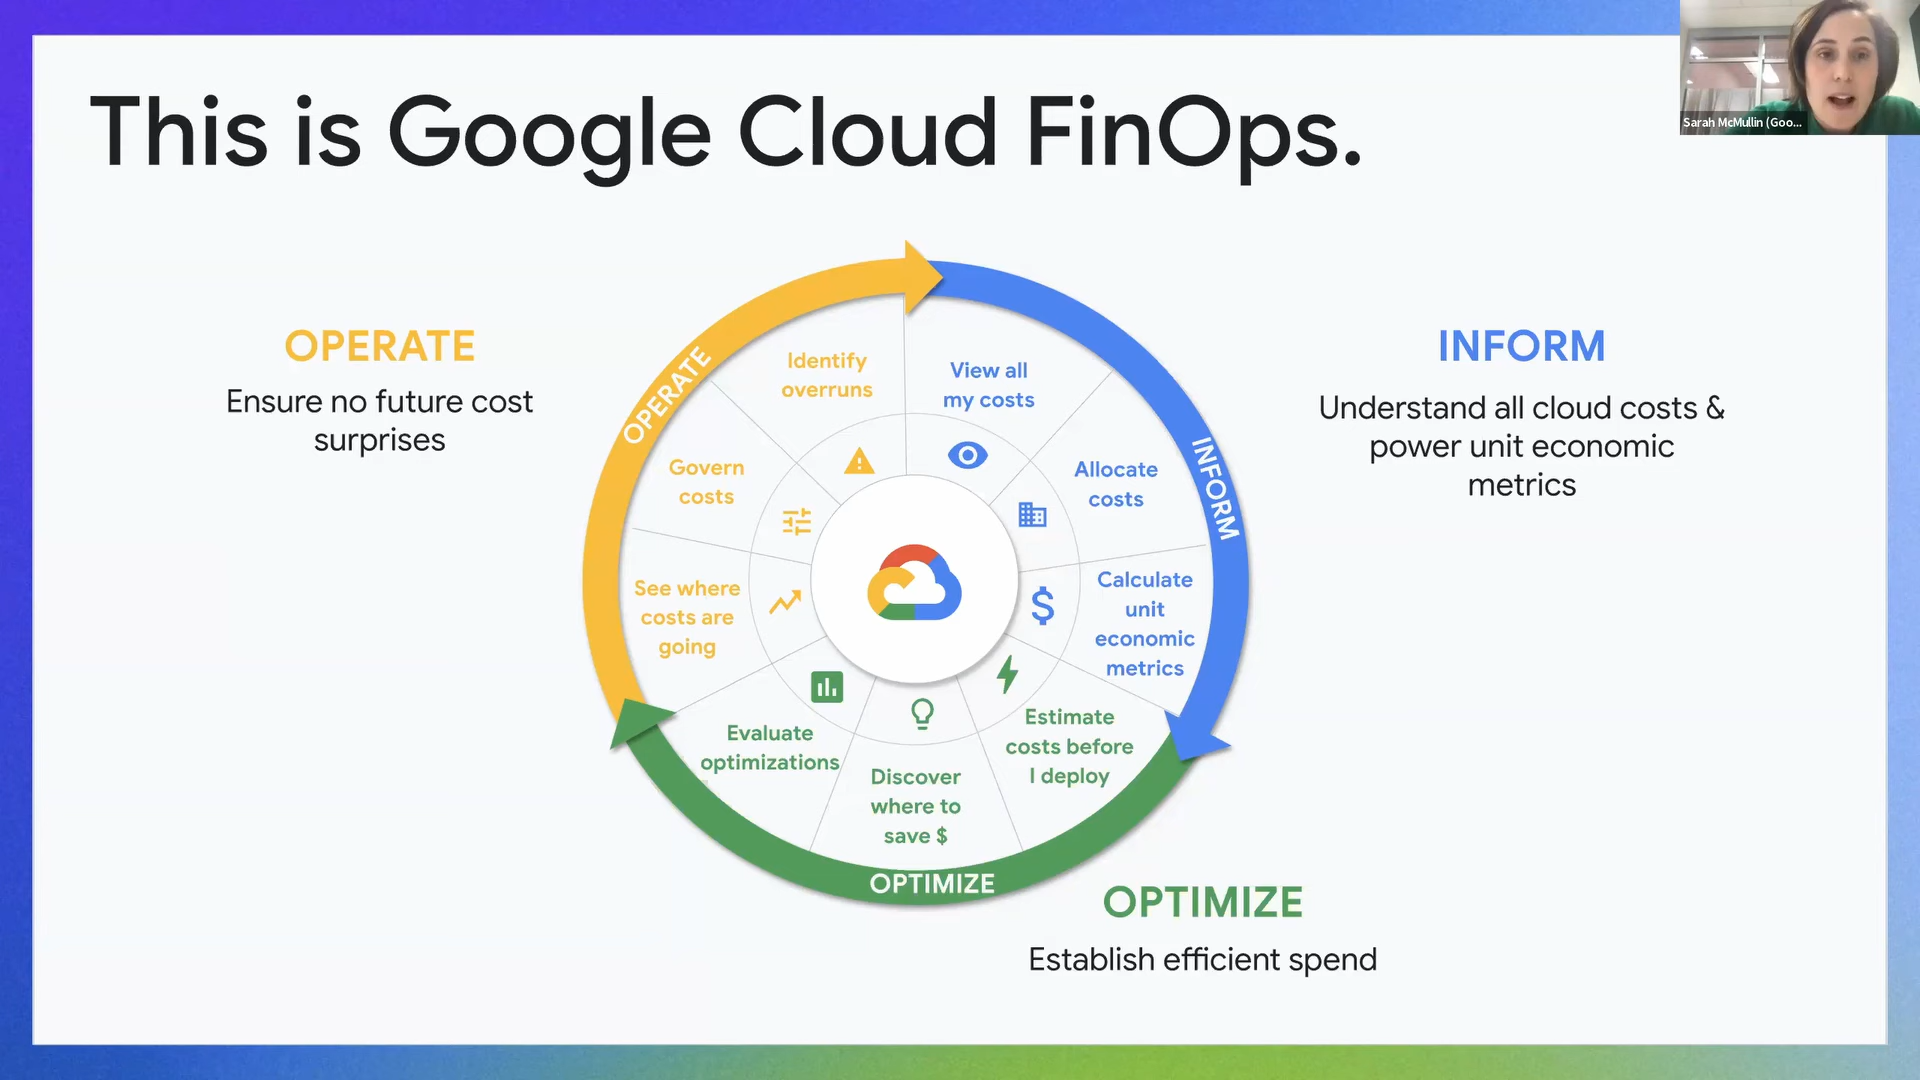 This is Google Cloud FinOps.
Sarah McMullin (Goo...
OPERATE
Ensure no future cost
surprises
INFORM
Understand all cloud costs &
power unit economic
metrics
OPERATE
INFORM
OPTIMIZE
Identify
overruns
View all
my costs
Govern
costs
Allocate
costs
See where
costs are
going
Calculate
unit
economic
metrics
Evaluate
optimizations
Discover
where to
save $
Estimate
costs before
I deploy
$
OPTIMIZE
Establish efficient spend